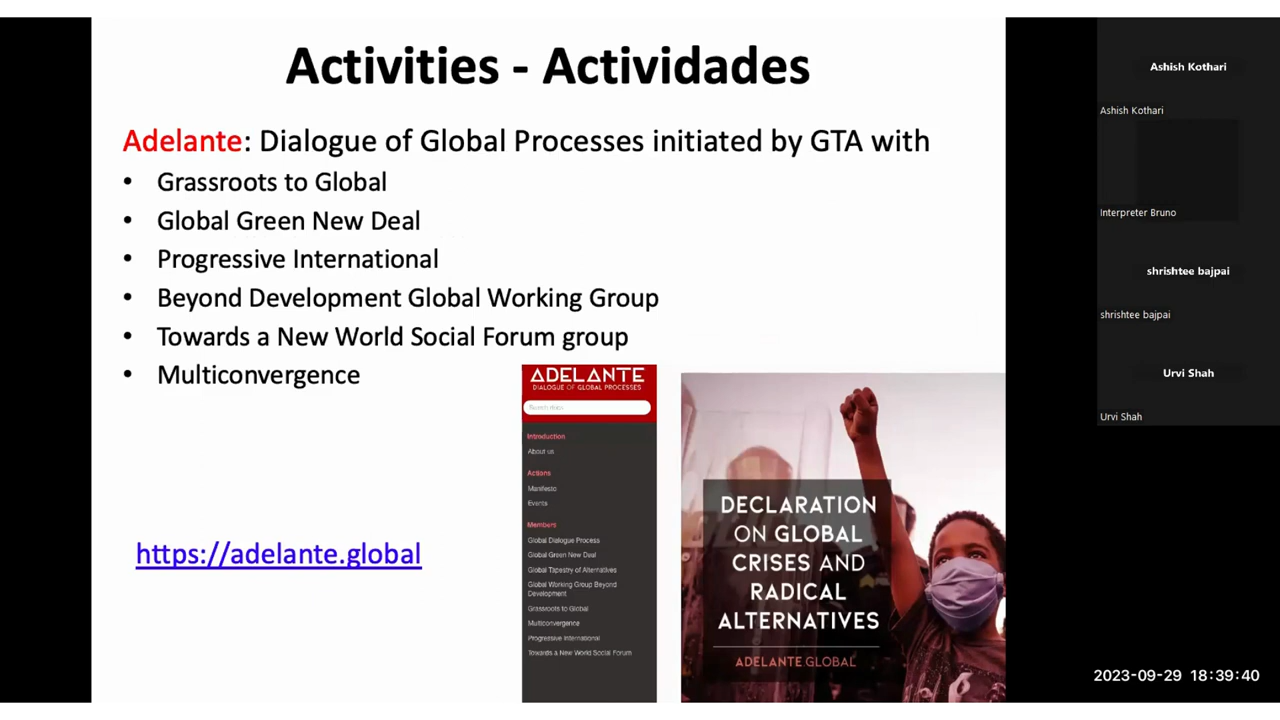 Activities - Actividades
Adelante: Dialogue of Global Processes initiated by GTA with
• Grassroots to Global
• Global Green New Deal
• Progressive International
• Beyond Development Global Working Group
• Towards a New World Social Forum group
• Multiconvergence
https://adelante.global
ADELANTE
DIALOGUE OF GLOBAL PROCESSES
Introduction
About us
Actions
Manifesto
Events
Members
Global Dialogue Process
Global Green New Deal
Global Tapestry of Alternatives
Global Working Group Beyond
Development
Grassroots to Global
Multiconvergence
Progressive International
Towards a New World Social Forum
DECLARATION
ON GLOBAL
CRISES AND
RADICAL
ALTERNATIVES
ADELANTE GLOBAL
Ashish Kothari
Ashish Kothari
Interpreter Bruno
shrishtee bajpai
shrishtee bajpai
Urvi Shah
Urvi Shah
2023-09-29 18:39:40